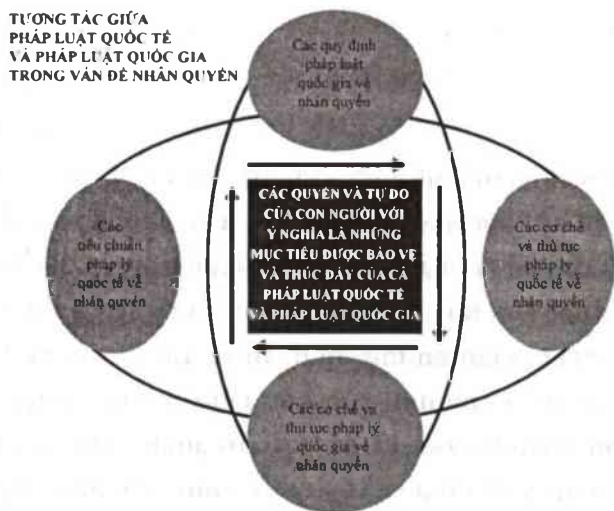 TƯƠNG TÁC GIỮA
PHÁP LUẬT QUỐC TẾ
VÀ PHÁP LUẬT QUỐC GIA
TRONG VẤN ĐỀ NHÂN QUYỀN
Các quy định
pháp luật
quốc gia về
nhân quyền
Các
tiêu chuẩn
pháp lý
quốc tế về
nhân quyền
CÁC QUYỀN VÀ TỰ DO
CỦA CON NGƯỜI VỚI
Ý NGHĨA LÀ NHỮNG
MỤC TIÊU ĐƯỢC BẢO VỆ
VÀ THÚC ĐẨY CỦA CẢ
PHÁP LUẬT QUỐC TẾ
VÀ PHÁP LUẬT QUỐC GIA
Các cơ chế
và thủ tục
pháp lý
quốc tế về
nhân quyền
Các cơ chế và
thủ tục pháp lý
quốc gia về
nhân quyền